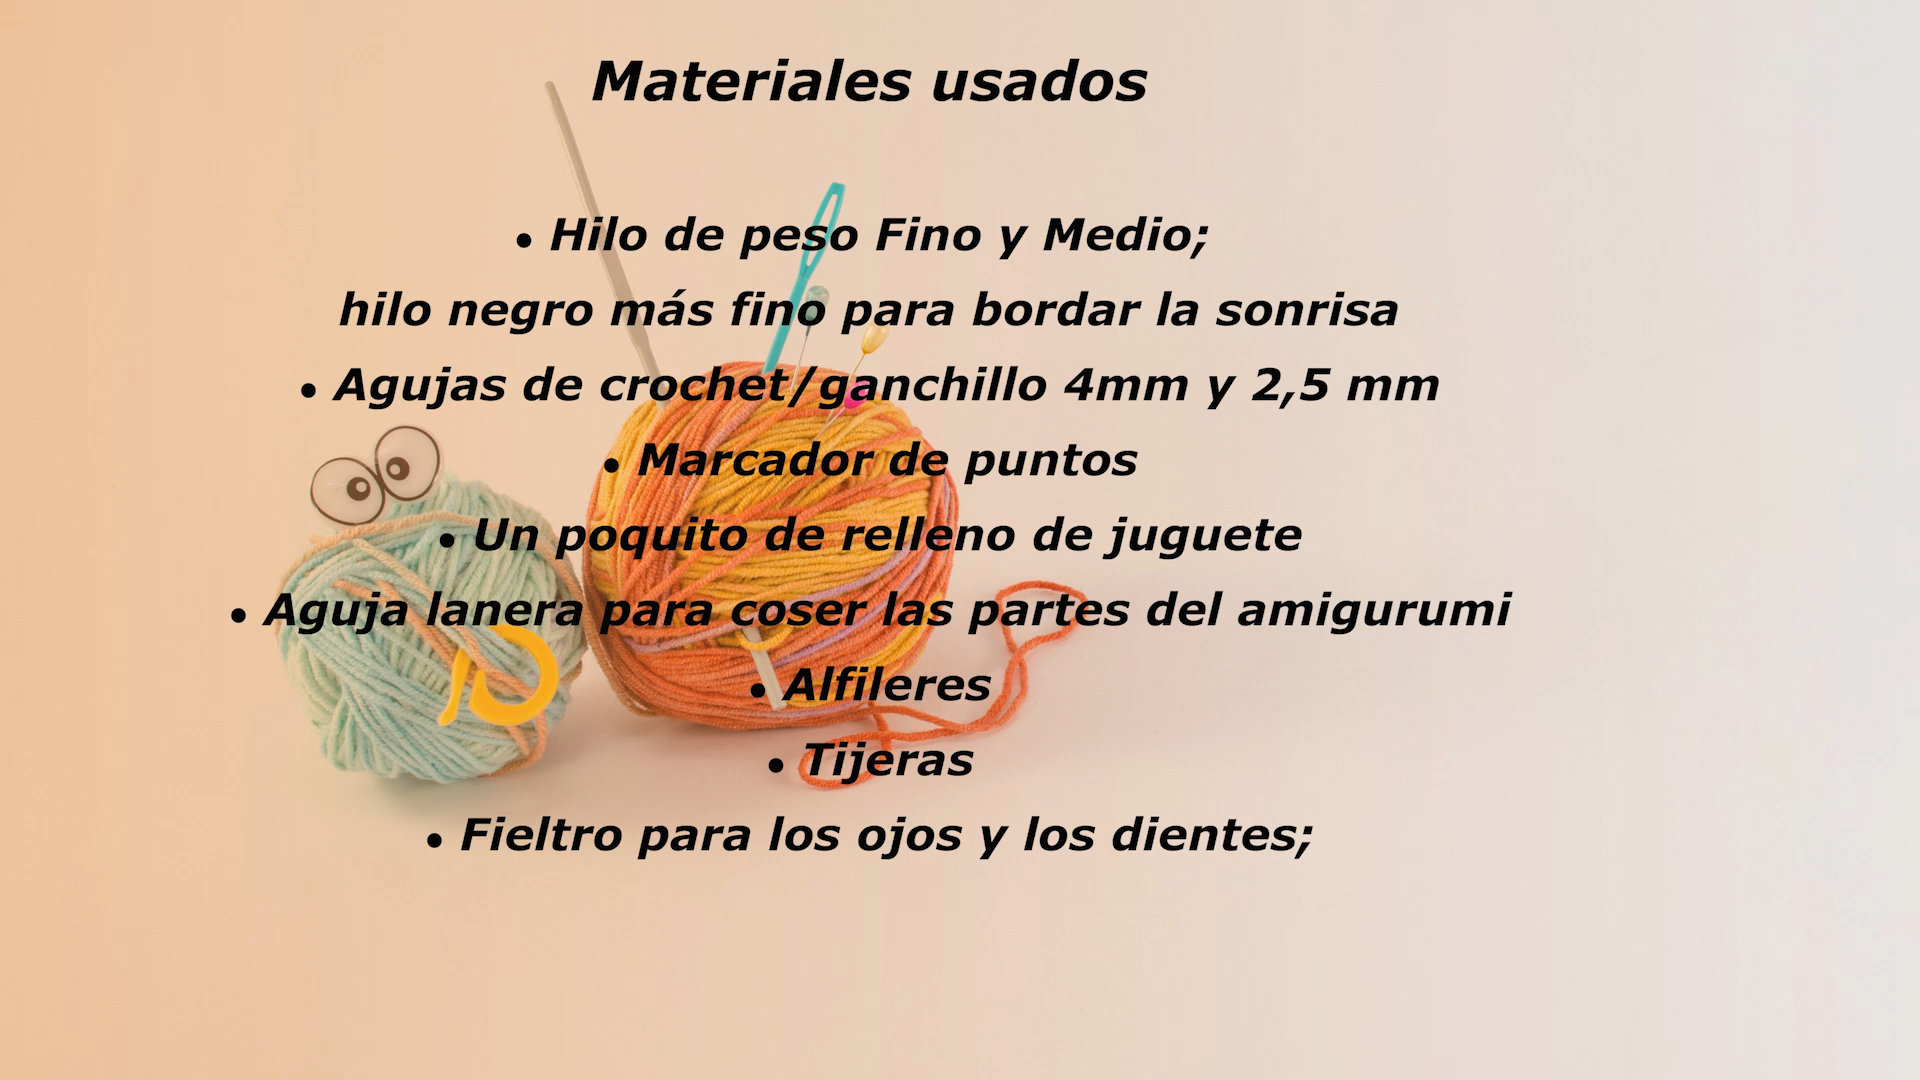 Materiales usados
• Hilo de peso Fino y Medio;
hilo negro más fino para bordar la sonrisa
• Agujas de crochet/ganchillo 4mm y 2,5 mm
• Marcador de puntos
• Un poquito de relleno de juguete
• Aguja lanera para coser las partes del amigurumi
• Alfileres
• Tijeras
• Fieltro para los ojos y los dientes;